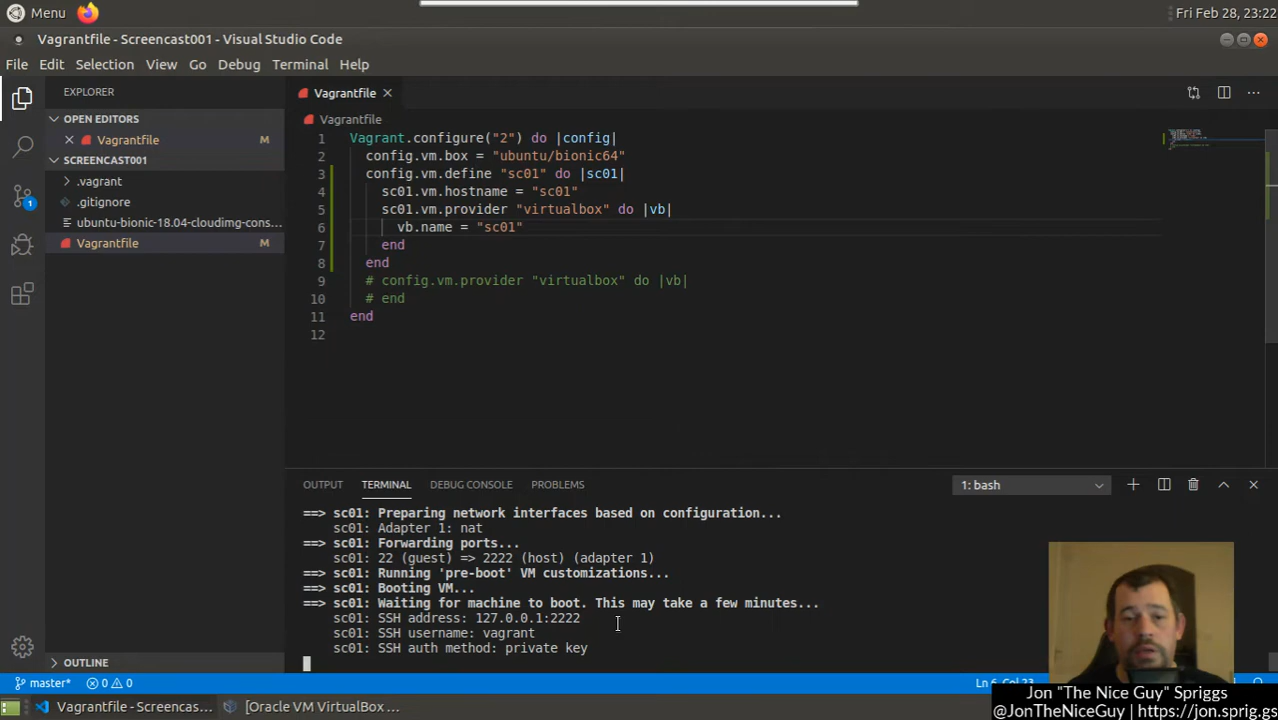 Menu
Fri Feb 28, 23:22
Vagrantfile - Screencast001 - Visual Studio Code
File Edit Selection View Go Debug Terminal Help
EXPLORER
OPEN EDITORS
Vagrantfile M
SCREENCAST001
.vagrant
.gitignore
ubuntu-bionic-18.04-cloudimg-cons...
Vagrantfile M
OUTLINE
1
Vagrantfile
Vagrantfile
1 Vagrant.configure("2") do |config|
2 config.vm.box = "ubuntu/bionic64"
3 config.vm.define "sc01" do |sc01|
4 sc01.vm.hostname = "sc01"
5 sc01.vm.provider "virtualbox" do |vb|
6 vb.name = "sc01"
7 end
8 end
9 # config.vm.provider "virtualbox" do |vb|
10 # end
11 end
12
OUTPUT TERMINAL DEBUG CONSOLE PROBLEMS
1: bash
==> sc01: Preparing network interfaces based on configuration...
sc01: Adapter 1: nat
==> sc01: Forwarding ports...
sc01: 22 (guest) => 2222 (host) (adapter 1)
==> sc01: Running 'pre-boot' VM customizations...
==> sc01: Booting VM...
==> sc01: Waiting for machine to boot. This may take a few minutes...
sc01: SSH address: 127.0.0.1:2222
sc01: SSH username: vagrant
sc01: SSH auth method: private key
master* 0 0
Ln 6, Col 23
Vagrantfile - Screencas... [Oracle VM VirtualBox ...
Jon "The Nice Guy" Spriggs
@JonTheNiceGuy | https://jon.sprig.gs